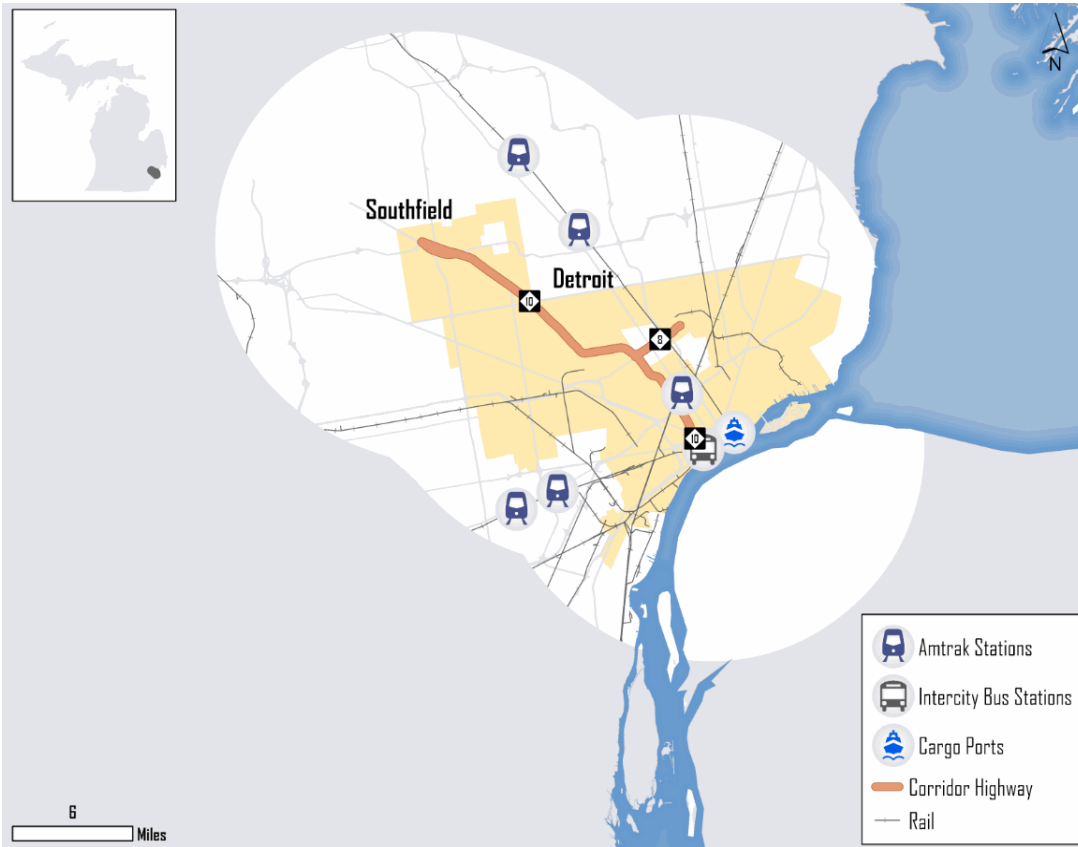 N
Southfield
Detroit
10
8
10
Amtrak Stations
Intercity Bus Stations
Cargo Ports
Corridor Highway
Rail
6
Miles